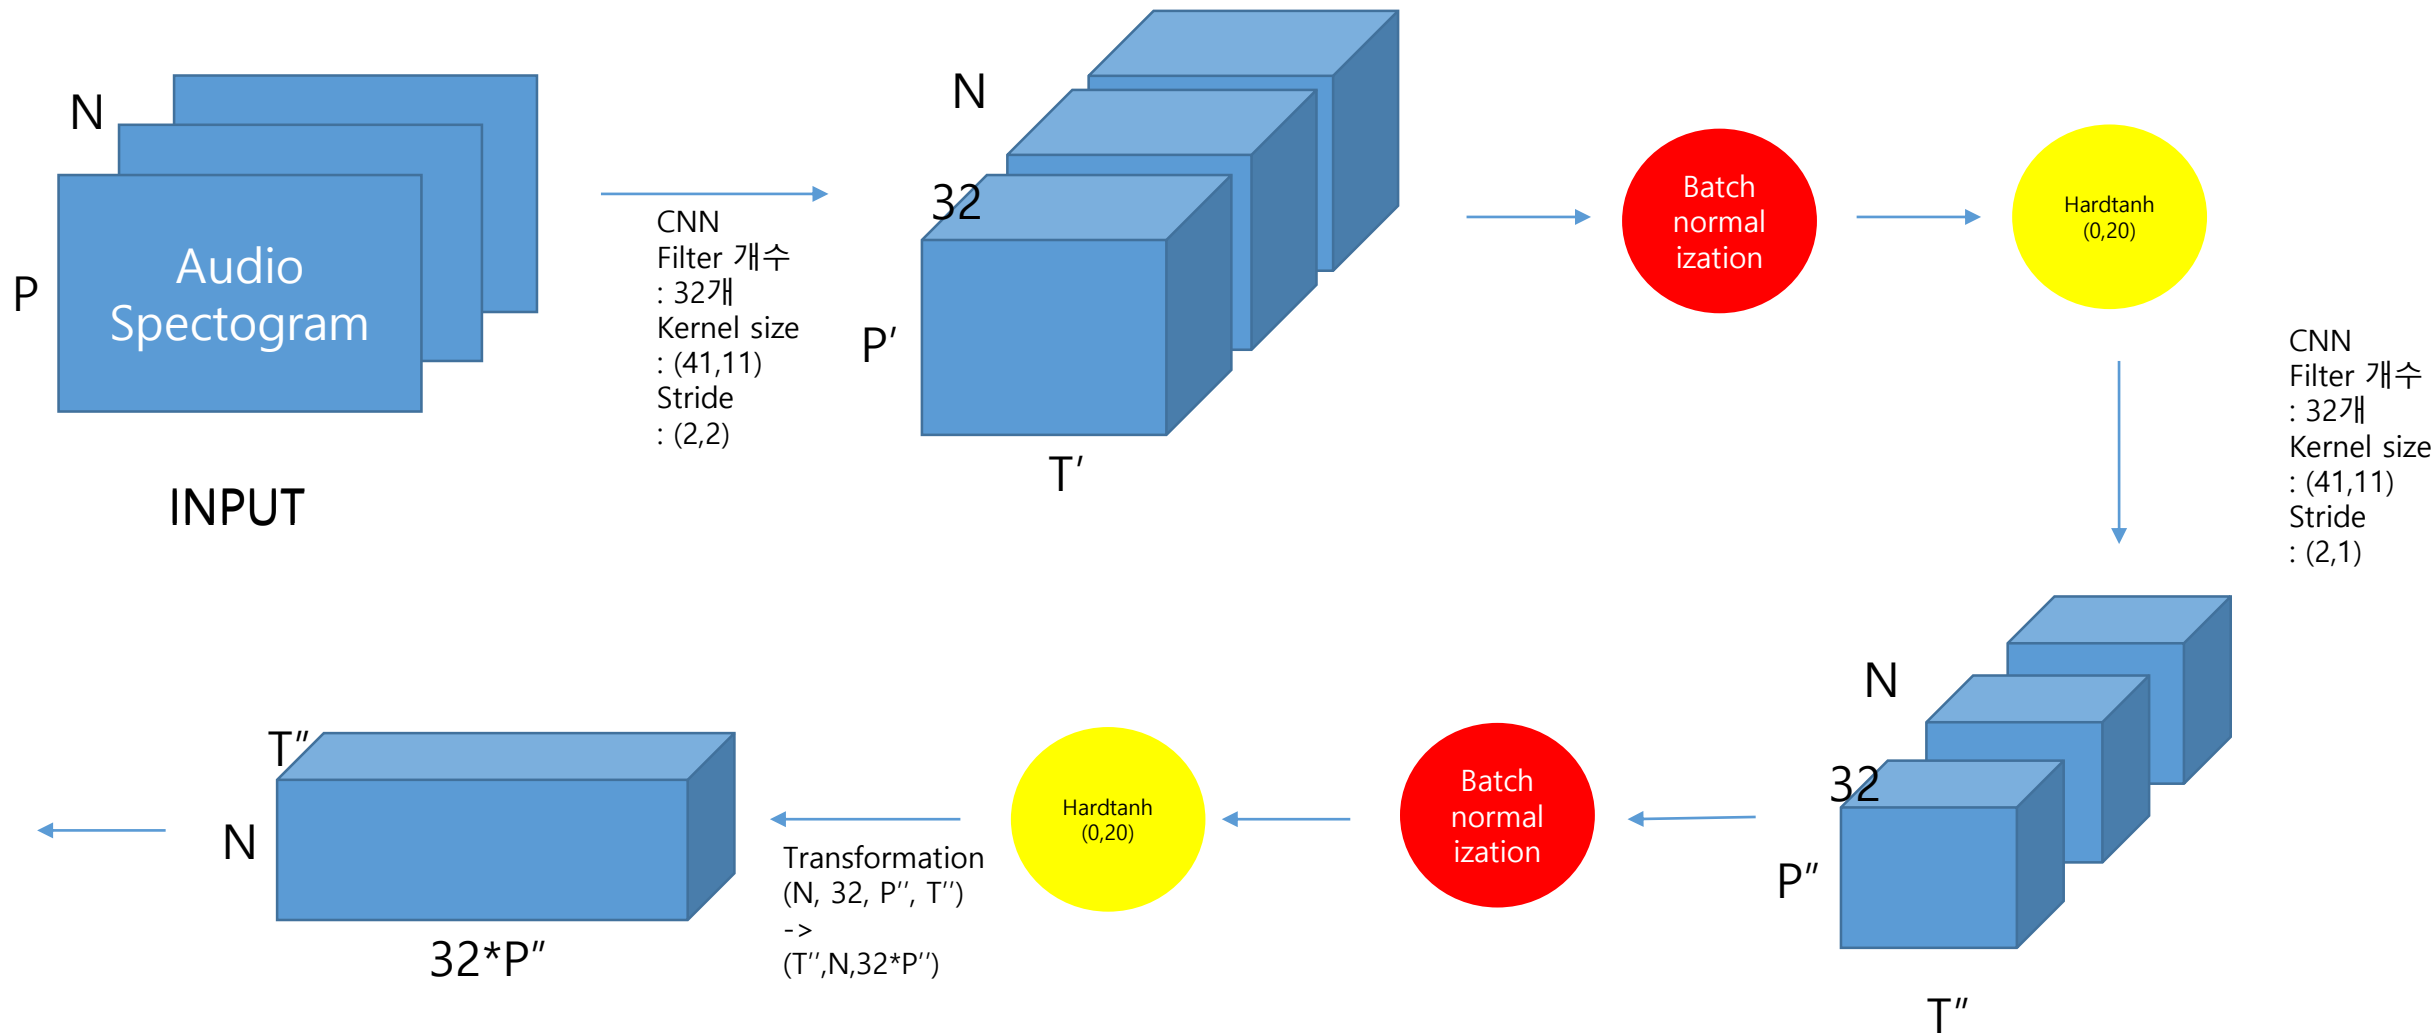 N
P
Audio
Spectogram
INPUT
CNN
Filter 개수
: 32개
Kernel size
: (41,11)
Stride
: (2,2)
N
32
P′
T′
Batch
normal
ization
Hardtanh
(0,20)
CNN
Filter 개수
: 32개
Kernel size
: (41,11)
Stride
: (2,1)
N
32
P″
T″
Batch
normal
ization
Hardtanh
(0,20)
Transformation
(N, 32, P′′, T′′)
->
(T′′,N,32*P′′)
T″
N
32*P″